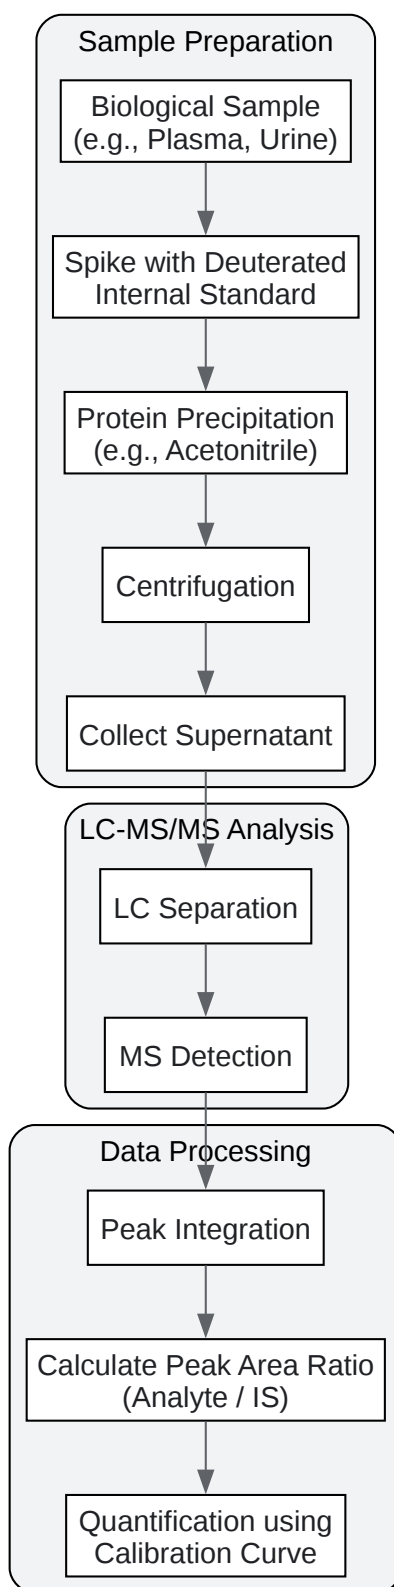 Sample Preparation
Biological Sample
(e.g., Plasma, Urine)
Spike with Deuterated
Internal Standard
Protein Precipitation
(e.g., Acetonitrile)
Centrifugation
Collect Supernatant
LC-MS/MS Analysis
LC Separation
MS Detection
Data Processing
Peak Integration
Calculate Peak Area Ratio
(Analyte / IS)
Quantification using
Calibration Curve